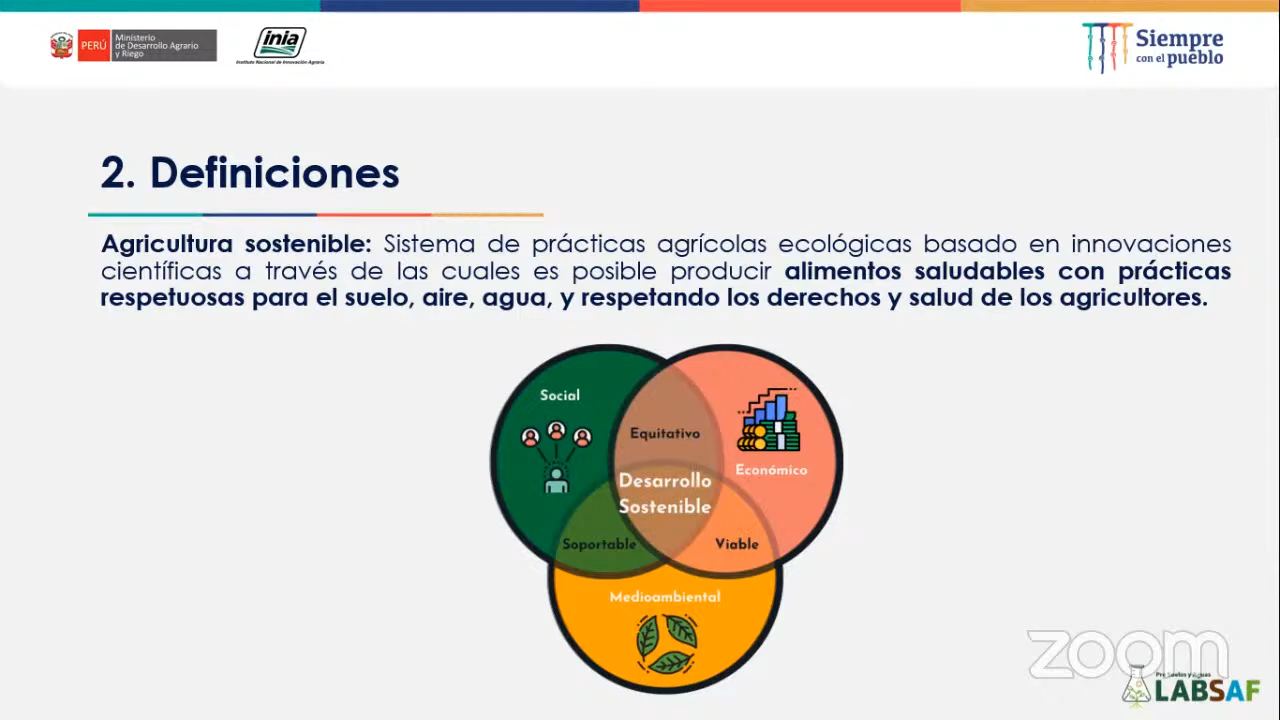 PERÚ
Ministerio
de Desarrollo Agrario
y Riego
inia
Instituto Nacional de Innovación Agraria
Siempre
con el pueblo
2. Definiciones
Agricultura sostenible: Sistema de prácticas agrícolas ecológicas basado en innovaciones
científicas a través de las cuales es posible producir alimentos saludables con prácticas
respetuosas para el suelo, aire, agua, y respetando los derechos y salud de los agricultores.
Social
Equitativo
Económico
Desarrollo
Sostenible
Soportable
Viable
Medioambiental
zoom
Suelos y Aguas
LABSAF